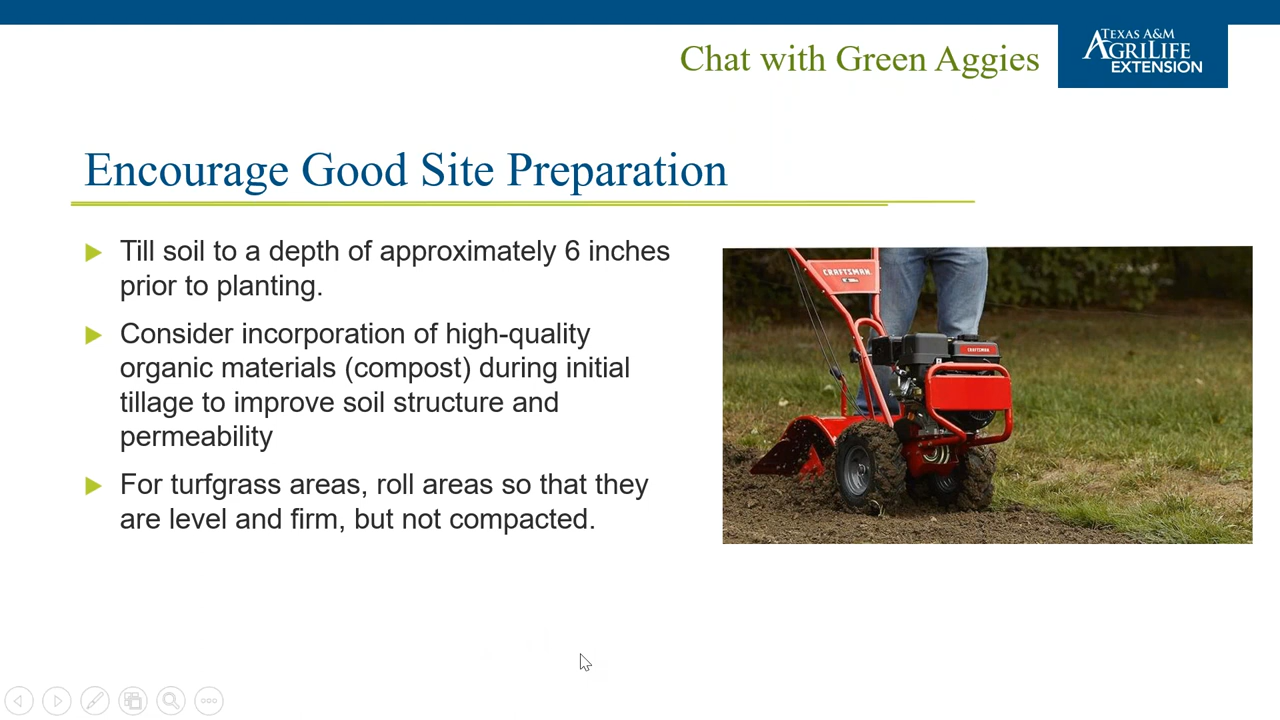 Chat with Green Aggies
TEXAS A&M
AGRILIFE
EXTENSION
Encourage Good Site Preparation
Till soil to a depth of approximately 6 inches
prior to planting.
Consider incorporation of high-quality
organic materials (compost) during initial
tillage to improve soil structure and
permeability
For turfgrass areas, roll areas so that they
are level and firm, but not compacted.
CRAFTSMAN
CRAFTSMAN